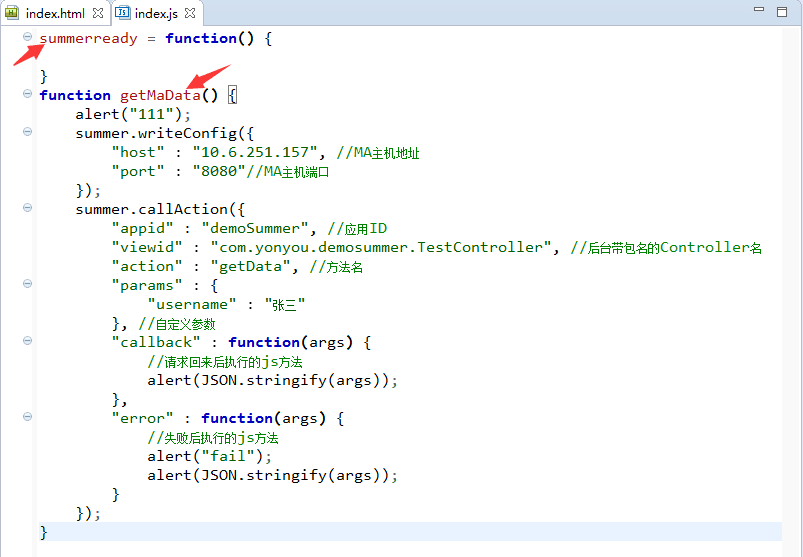 index.html index.js
summerready = function() {
}
function getMaData() {
    alert("111");
    summer.writeConfig({
        "host" : "10.6.251.157", //MA主机地址
        "port" : "8080"//MA主机端口
    });
    summer.callAction({
        "appid" : "demoSummer", //应用ID
        "viewid" : "com.yonyou.demosummer.TestController", //后台带包名的Controller名
        "action" : "getData", //方法名
        "params" : {
            "username" : "张三"
        }, //自定义参数
        "callback" : function(args) {
            //请求回来后执行的js方法
            alert(JSON.stringify(args));
        },
        "error" : function(args) {
            //失败后执行的js方法
            alert("fail");
            alert(JSON.stringify(args));
        }
    });
}